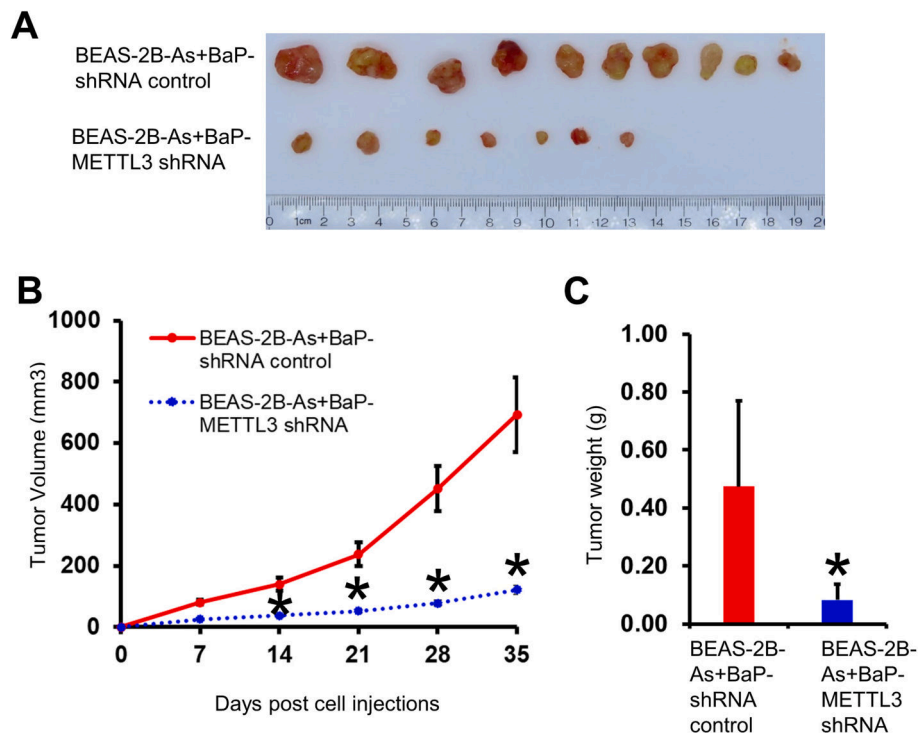 A
BEAS-2B-As+BaP-
shRNA control
BEAS-2B-As+BaP-
METTL3 shRNA
0 1cm 2 3 4 5 6 7 8 9 10 11 12 13 14 15 16 17 18 19 20
B
1000
800
600
400
200
0
Tumor Volume (mm3)
BEAS-2B-As+BaP-
shRNA control
BEAS-2B-As+BaP-
METTL3 shRNA
* * * *
0 7 14 21 28 35
Days post cell injections
C
1.00
0.80
0.60
0.40
0.20
0.00
Tumor weight (g)
*
BEAS-2B-
As+BaP-
shRNA
control
BEAS-2B-
As+BaP-
METTL3
shRNA